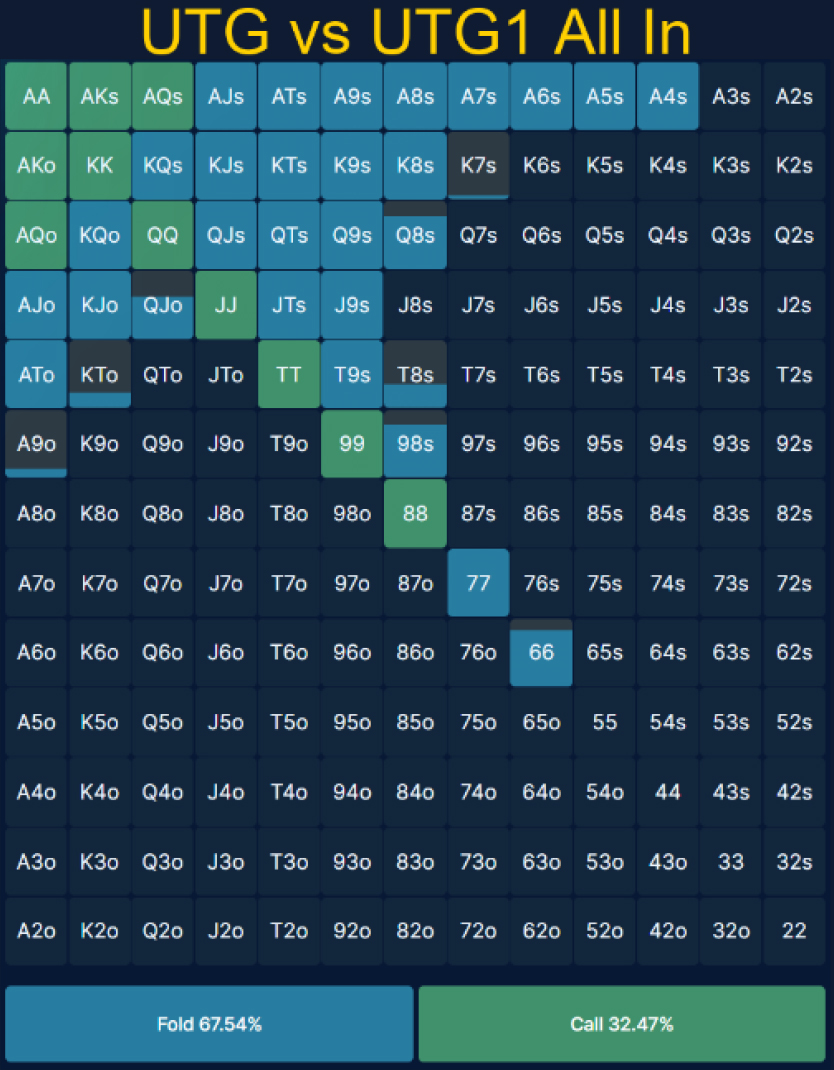 UTG vs UTG1 All In
AA AKs AQs AJs ATs A9s A8s A7s A6s A5s A4s A3s A2s
AKo KK KQs KJs KTs K9s K8s K7s K6s K5s K4s K3s K2s
AQo KQo QQ QJs QTs Q9s Q8s Q7s Q6s Q5s Q4s Q3s Q2s
AJo KJo QJo JJ JTs J9s J8s J7s J6s J5s J4s J3s J2s
ATo KTo QTo JTo TT T9s T8s T7s T6s T5s T4s T3s T2s
A9o K9o Q9o J9o T9o 99 98s 97s 96s 95s 94s 93s 92s
A8o K8o Q8o J8o T8o 98o 88 87s 86s 85s 84s 83s 82s
A7o K7o Q7o J7o T7o 97o 87o 77 76s 75s 74s 73s 72s
A6o K6o Q6o J6o T6o 96o 86o 76o 66 65s 64s 63s 62s
A5o K5o Q5o J5o T5o 95o 85o 75o 65o 55 54s 53s 52s
A4o K4o Q4o J4o T4o 94o 84o 74o 64o 54o 44 43s 42s
A3o K3o Q3o J3o T3o 93o 83o 73o 63o 53o 43o 33 32s
A2o K2o Q2o J2o T2o 92o 82o 72o 62o 52o 42o 32o 22
Fold 67.54% Call 32.47%